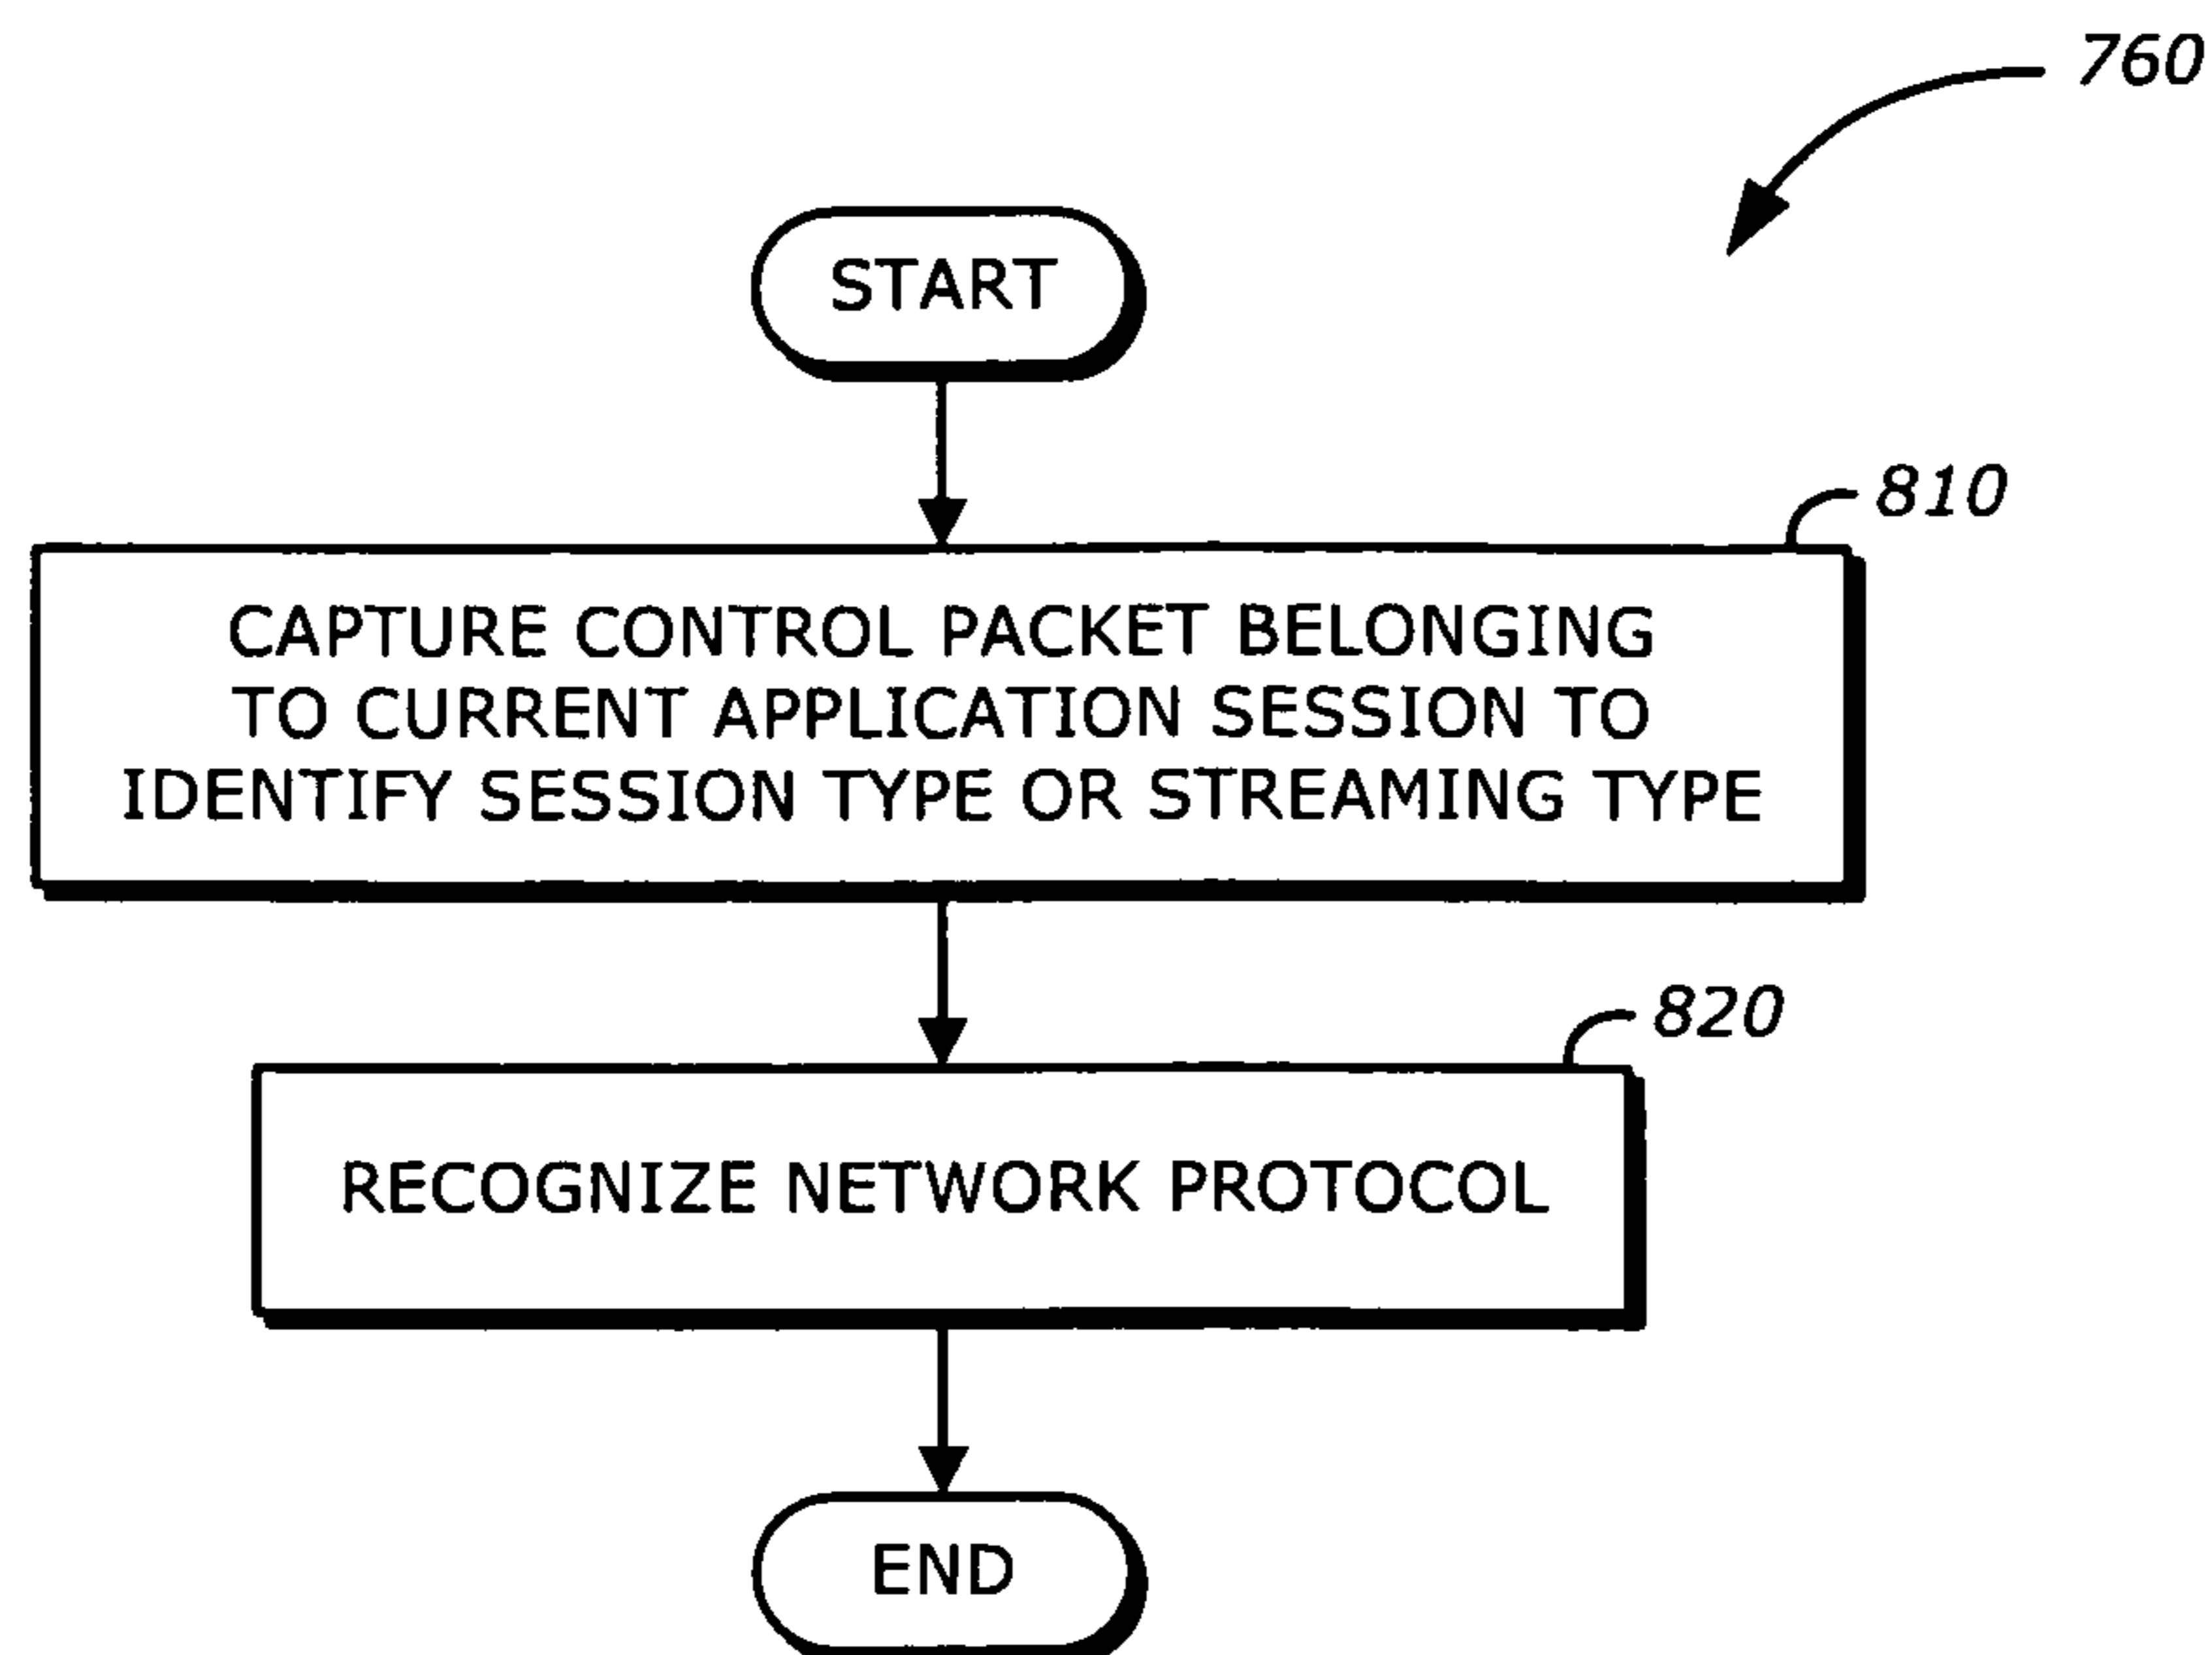 760
START
810
CAPTURE CONTROL PACKET BELONGING
TO CURRENT APPLICATION SESSION TO
IDENTIFY SESSION TYPE OR STREAMING TYPE
820
RECOGNIZE NETWORK PROTOCOL
END